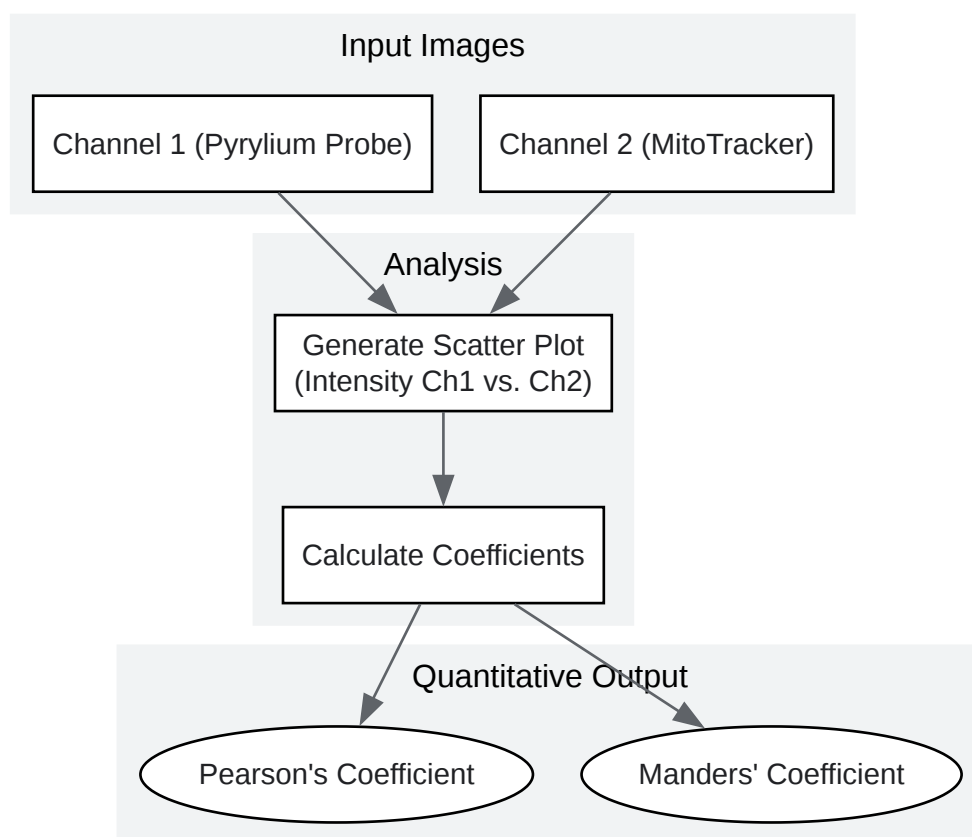 Input Images
Channel 1 (Pyrylium Probe)
Channel 2 (MitoTracker)
Analysis
Generate Scatter Plot
(Intensity Ch1 vs. Ch2)
Calculate Coefficients
Quantitative Output
Pearson's Coefficient
Manders' Coefficient